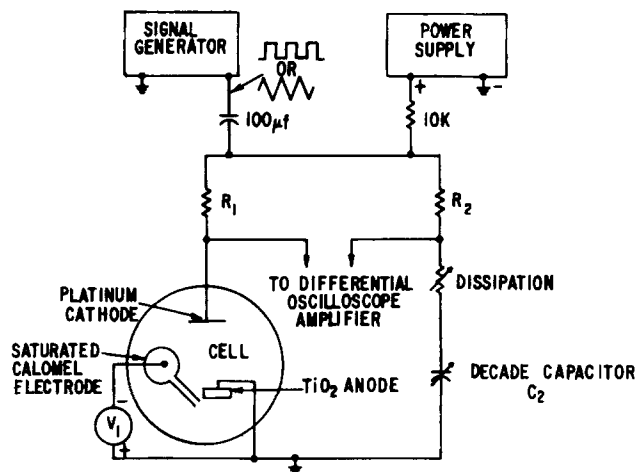 SIGNAL
GENERATOR
OR
100μf
POWER
SUPPLY
+
-
10K
R1
R2
TO DIFFERENTIAL
OSCILLOSCOPE
AMPLIFIER
DISSIPATION
PLATINUM
CATHODE
SATURATED
CALOMEL
ELECTRODE
CELL
TiO2 ANODE
DECADE CAPACITOR
C2
-
V1
+